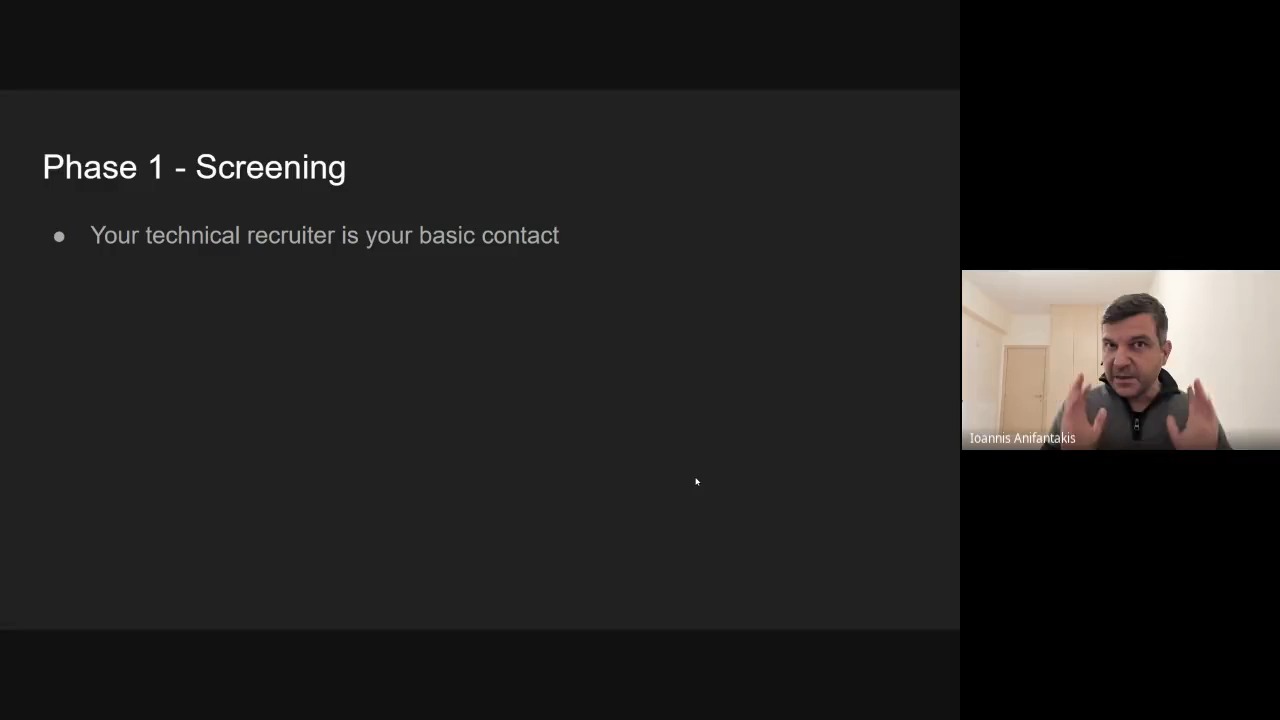 Phase 1 - Screening
● Your technical recruiter is your basic contact
Ioannis Anifantakis